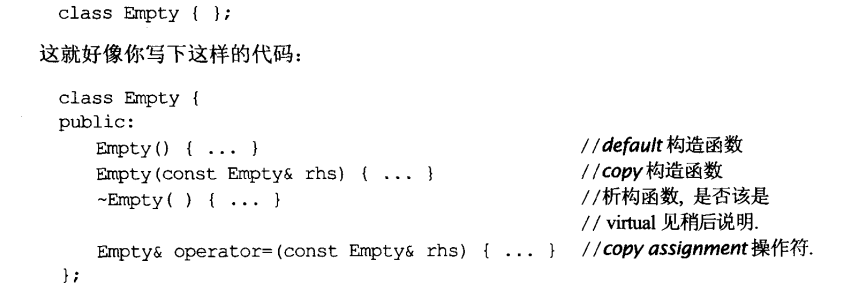 class Empty { };
这就好像你写下这样的代码：
class Empty {
public:
Empty() { ... } //default 构造函数
Empty(const Empty& rhs) { ... } //copy 构造函数
~Empty( ) { ... } //析构函数, 是否该是
// virtual 见稍后说明.
Empty& operator=(const Empty& rhs) { ... } //copy assignment 操作符.
};